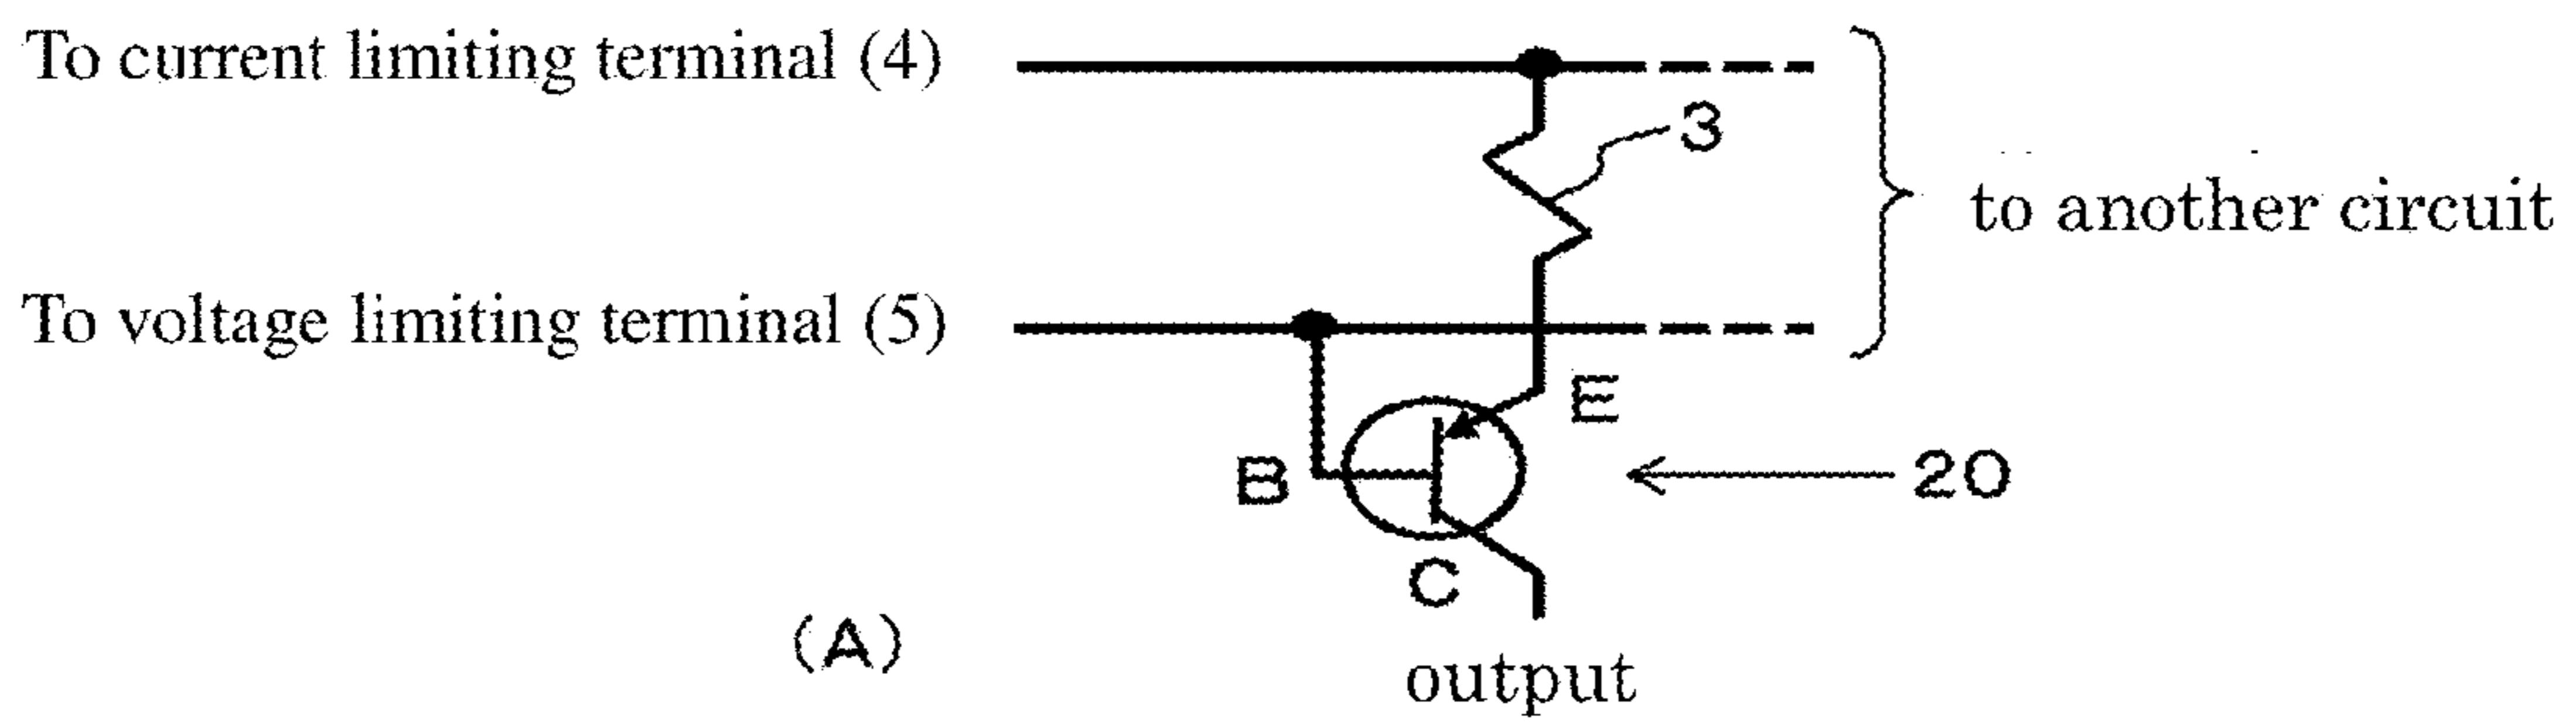 To current limiting terminal (4)
3
to another circuit
To voltage limiting terminal (5)
E
B
20
C
(A)
output